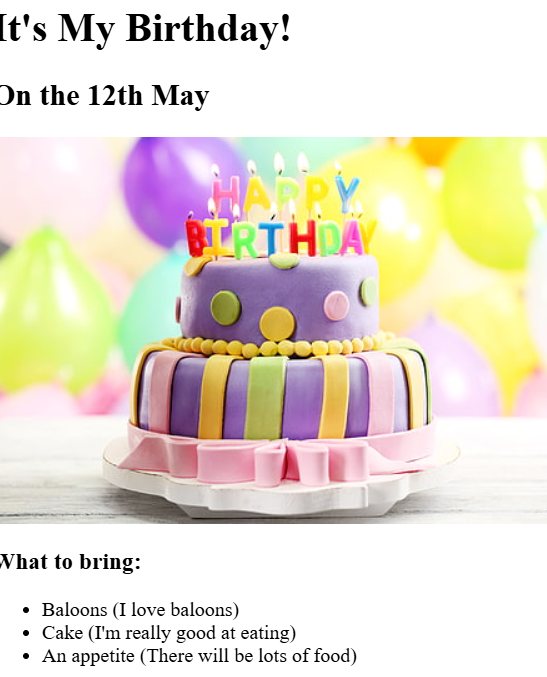 It's My Birthday!
On the 12th May
HAPPY
BIRTHDAY
What to bring:
Baloons (I love baloons)
Cake (I'm really good at eating)
An appetite (There will be lots of food)